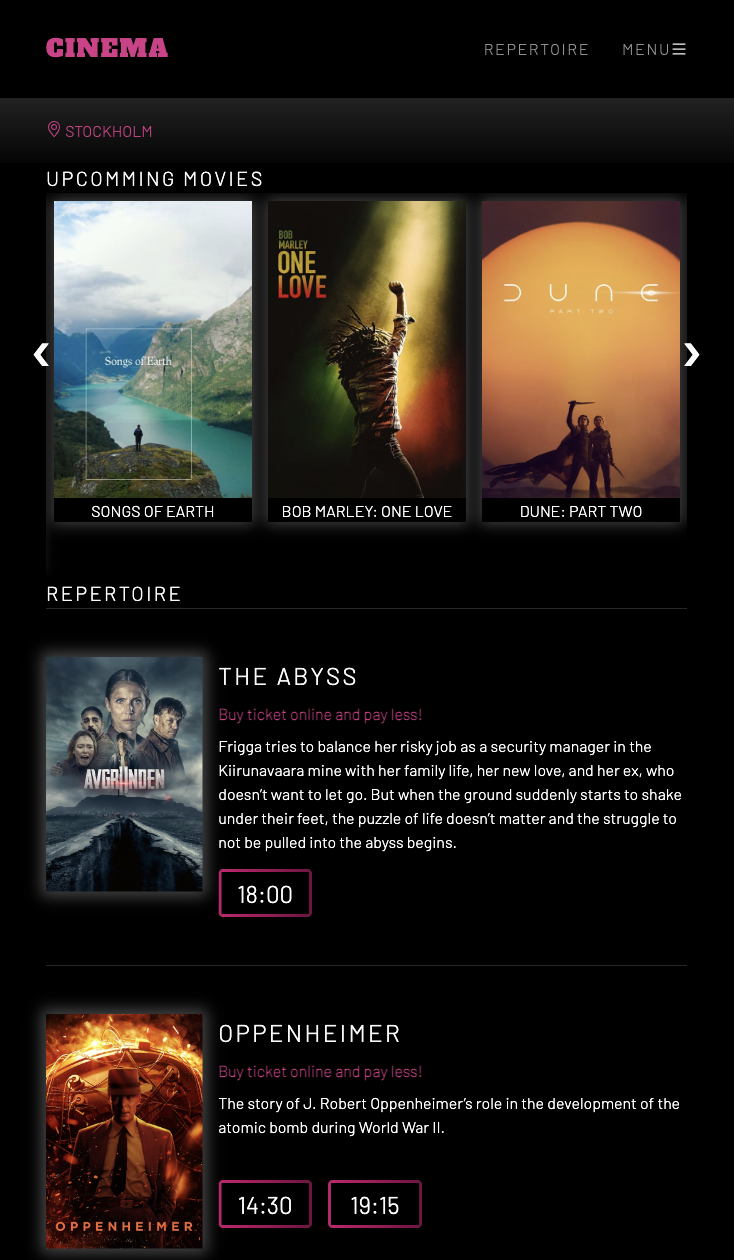 CINEMA
REPERTOIRE MENU
STOCKHOLM
UPCOMMING MOVIES
Songs of Earth
BOB
MARLEY
ONE
LOVE
DUNE
PART TWO
SONGS OF EARTH
BOB MARLEY: ONE LOVE
DUNE: PART TWO
REPERTOIRE
AVGRUNDEN
THE ABYSS
Buy ticket online and pay less!
Frigga tries to balance her risky job as a security manager in the
Kiirunavaara mine with her family life, her new love, and her ex, who
doesn’t want to let go. But when the ground suddenly starts to shake
under their feet, the puzzle of life doesn’t matter and the struggle to
not be pulled into the abyss begins.
18:00
OPPENHEIMER
OPPENHEIMER
Buy ticket online and pay less!
The story of J. Robert Oppenheimer’s role in the development of the
atomic bomb during World War II.
14:30 19:15